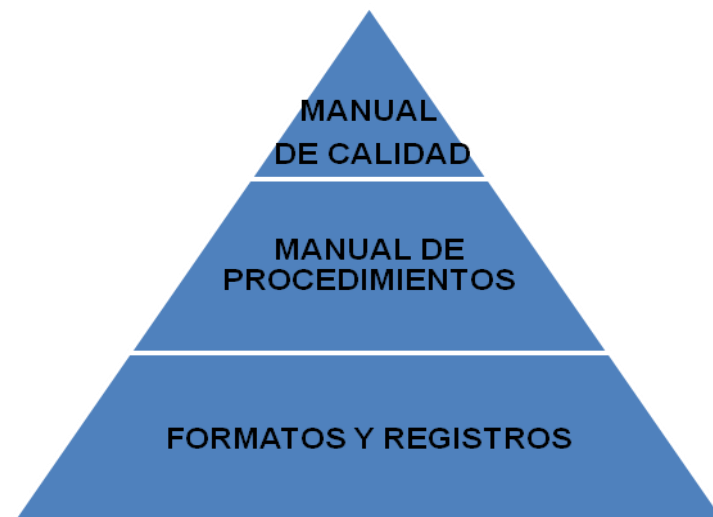 MANUAL
DE CALIDAD
MANUAL DE
PROCEDIMIENTOS
FORMATOS Y REGISTROS